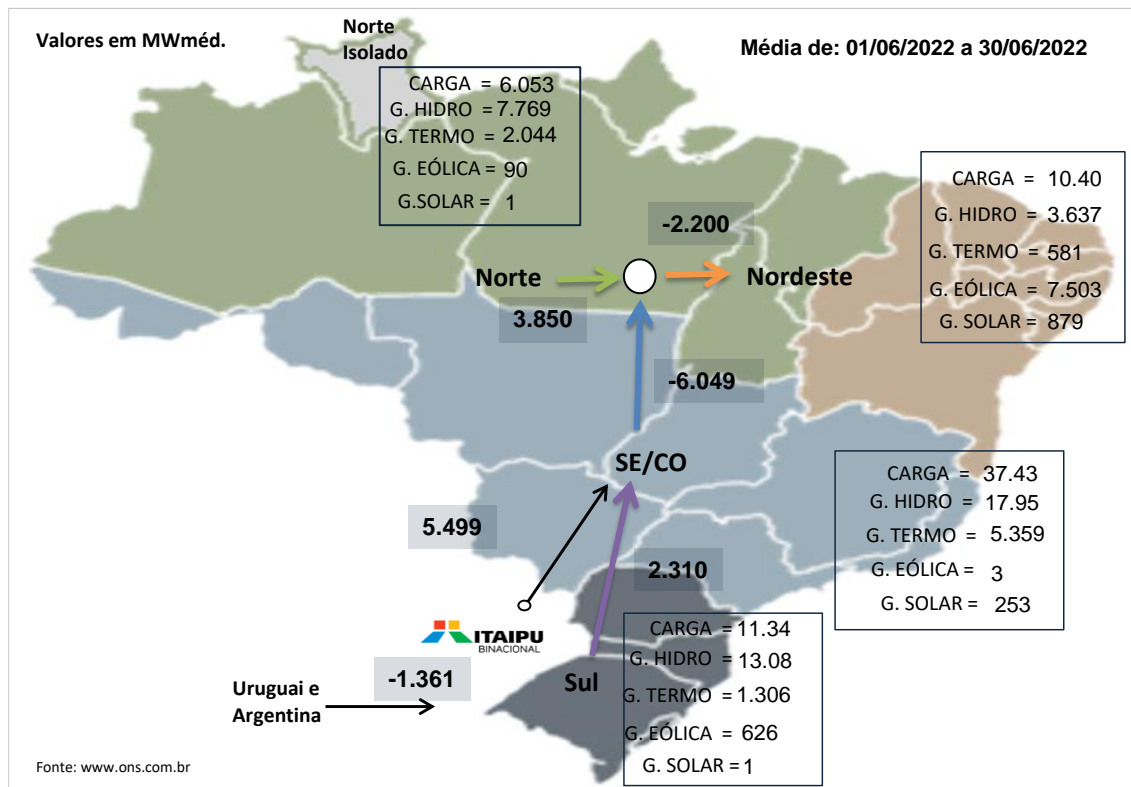 Valores em MWméd.
Norte
Isolado
Média de: 01/06/2022 a 30/06/2022
CARGA = 6.053
G. HIDRO = 7.769
G. TERMO = 2.044
G. EÓLICA = 90
G.SOLAR = 1
CARGA = 10.40
G. HIDRO = 3.637
G. TERMO = 581
G. EÓLICA = 7.503
G. SOLAR = 879
-2.200
Norte
Nordeste
3.850
-6.049
SE/CO
CARGA = 37.43
G. HIDRO = 17.95
G. TERMO = 5.359
G. EÓLICA = 3
G. SOLAR = 253
5.499
2.310
ITAIPU
BINACIONAL
CARGA = 11.34
G. HIDRO = 13.08
G. TERMO = 1.306
G. EÓLICA = 626
G. SOLAR = 1
-1.361
Sul
Uruguai e
Argentina
Fonte: www.ons.com.br